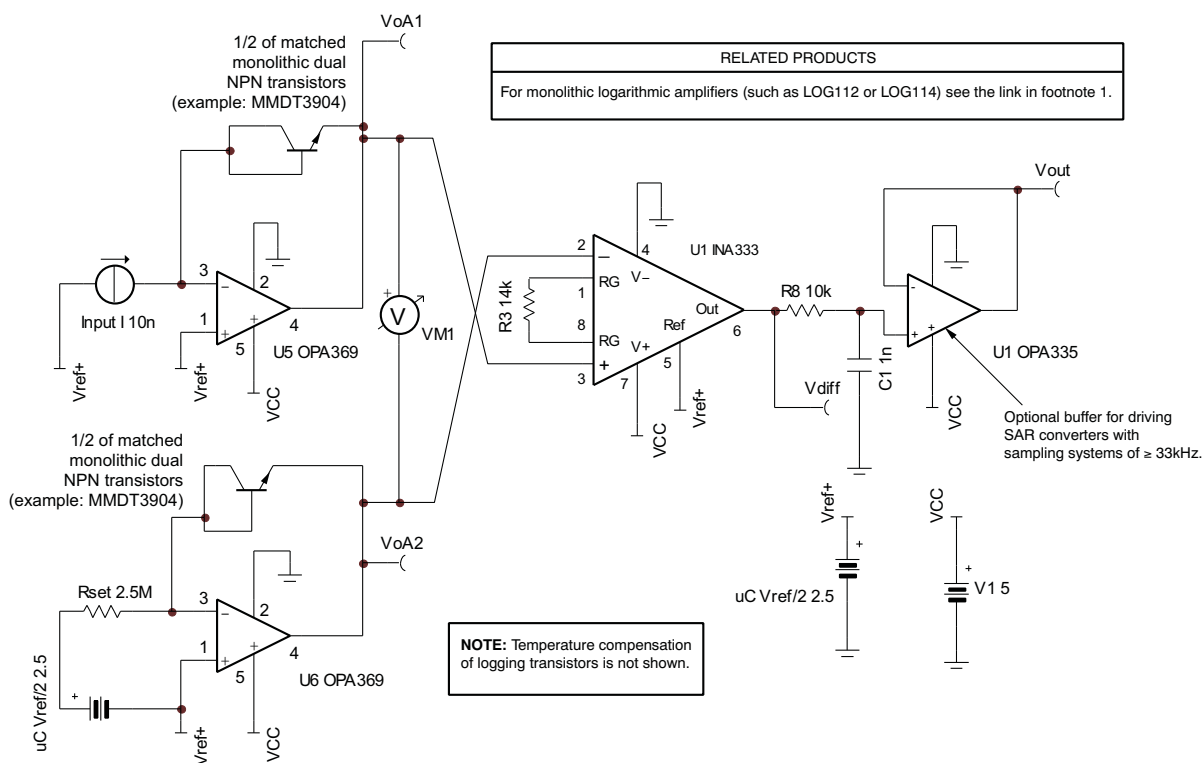 VoA1
1/2 of matched
monolithic dual
NPN transistors
(example: MMDT3904)
RELATED PRODUCTS
For monolithic logarithmic amplifiers (such as LOG112 or LOG114) see the link in footnote 1.
Vout
U1 INA333
2
4
3
2
RG
V−
R3 14k
1
R8 10k
Input I 10n
V
Out
8
Ref
6
1
4
VM1
RG
V+
5
U5 OPA369
5
3
7
C1 1n
U1 OPA335
Vref+
Vref+
VCC
VCC
Vref+
Vdiff
VCC
Optional buffer for driving
SAR converters with
sampling systems of ≥ 33kHz.
1/2 of matched
monolithic dual
NPN transistors
(example: MMDT3904)
Vref+
VCC
VoA2
Rset 2.5M
3
2
uC Vref/2 2.5
V1 5
1
4
5
U6 OPA369
NOTE: Temperature compensation
of logging transistors is not shown.
uC Vref/2 2.5
Vref+
VCC